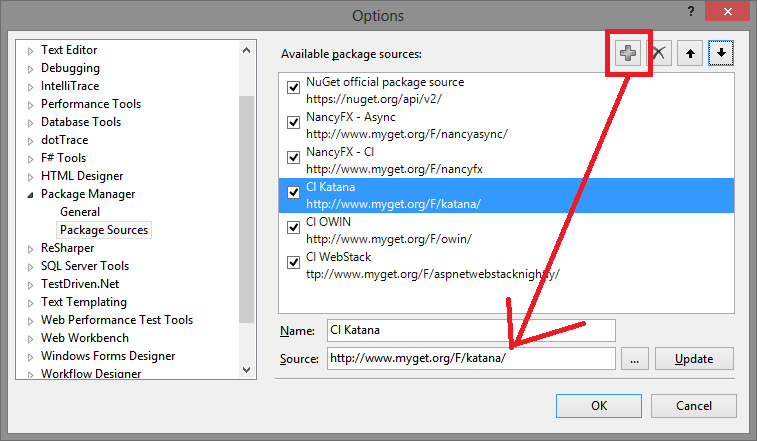 Options
Text Editor
Debugging
IntelliTrace
Performance Tools
Database Tools
dotTrace
F# Tools
HTML Designer
Package Manager
General
Package Sources
ReSharper
SQL Server Tools
TestDriven.Net
Text Templating
Web Performance Test Tools
Web Workbench
Windows Forms Designer
Workflow Designer
Available package sources:
NuGet official package source
https://nuget.org/api/v2/
NancyFX - Async
http://www.myget.org/F/nancyasync/
NancyFX - CI
http://www.myget.org/F/nancyfx
CI Katana
http://www.myget.org/F/katana/
CI OWIN
http://www.myget.org/F/owin/
CI WebStack
ttp://www.myget.org/F/aspnetwebstacknightly/
Name: CI Katana
Source: http://www.myget.org/F/katana/ ... Update
OK Cancel